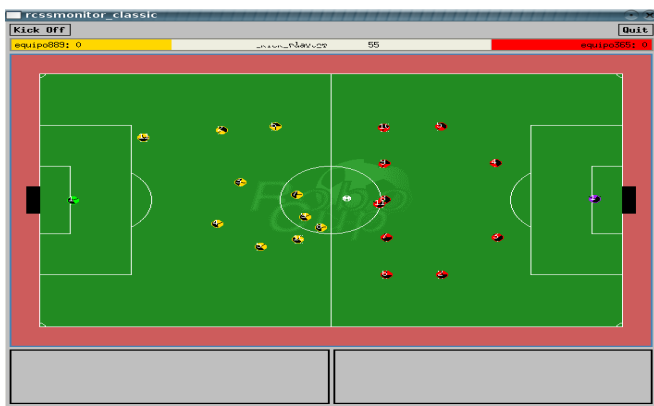 rcssmonitor_classic
Kick Off
Quit
equipo889: 0
55
equipo365: 0